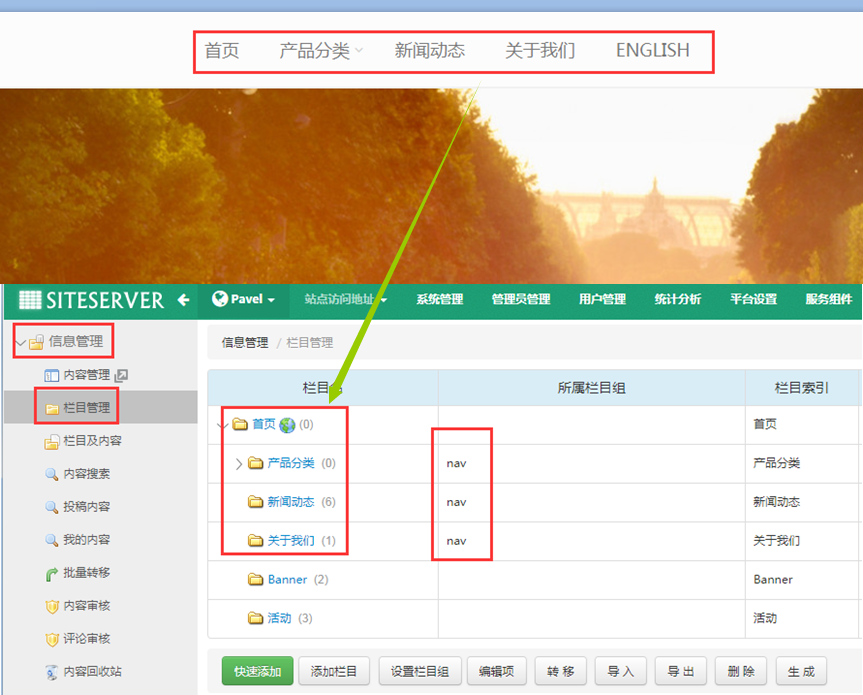 首页 产品分类 新闻动态 关于我们 ENGLISH
SITESERVER Pavel 站点访问地址 系统管理 管理员管理 用户管理 统计分析 平台设置 服务组件
信息管理
内容管理
栏目管理
栏目及内容
内容搜索
投稿内容
我的内容
批量转移
内容审核
评论审核
内容回收站
信息管理 / 栏目管理
栏目 所属栏目组 栏目索引
首页 (0) 首页
产品分类 (0) nav 产品分类
新闻动态 (6) nav 新闻动态
关于我们 (1) nav 关于我们
Banner (2) Banner
活动 (3) 活动
快速添加 添加栏目 设置栏目组 编辑项 转 移 导 入 导 出 删 除 生 成